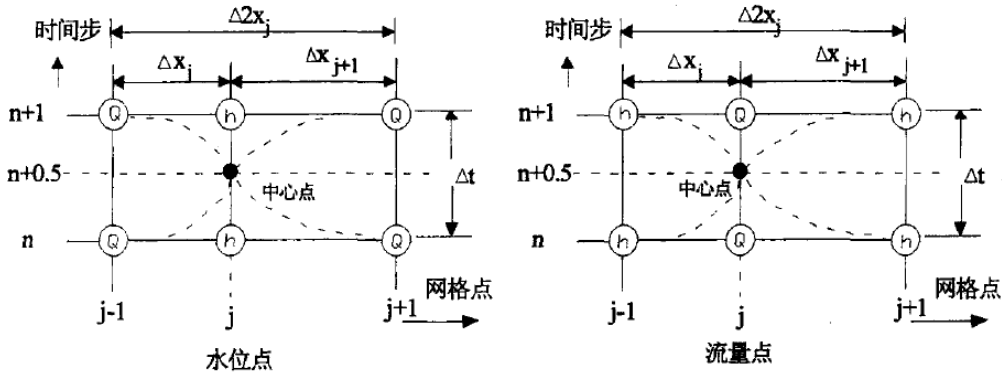 Δ2xj
时间步
Δxj
Δxj+1
n+1
Q
h
Q
n+0.5
中心点
Δt
n
Q
h
Q
网格点
j-1
j
j+1
水位点
Δ2xj
时间步
Δxj
Δxj+1
n+1
h
Q
h
n+0.5
中心点
Δt
n
h
Q
h
网格点
j-1
j
j+1
流量点